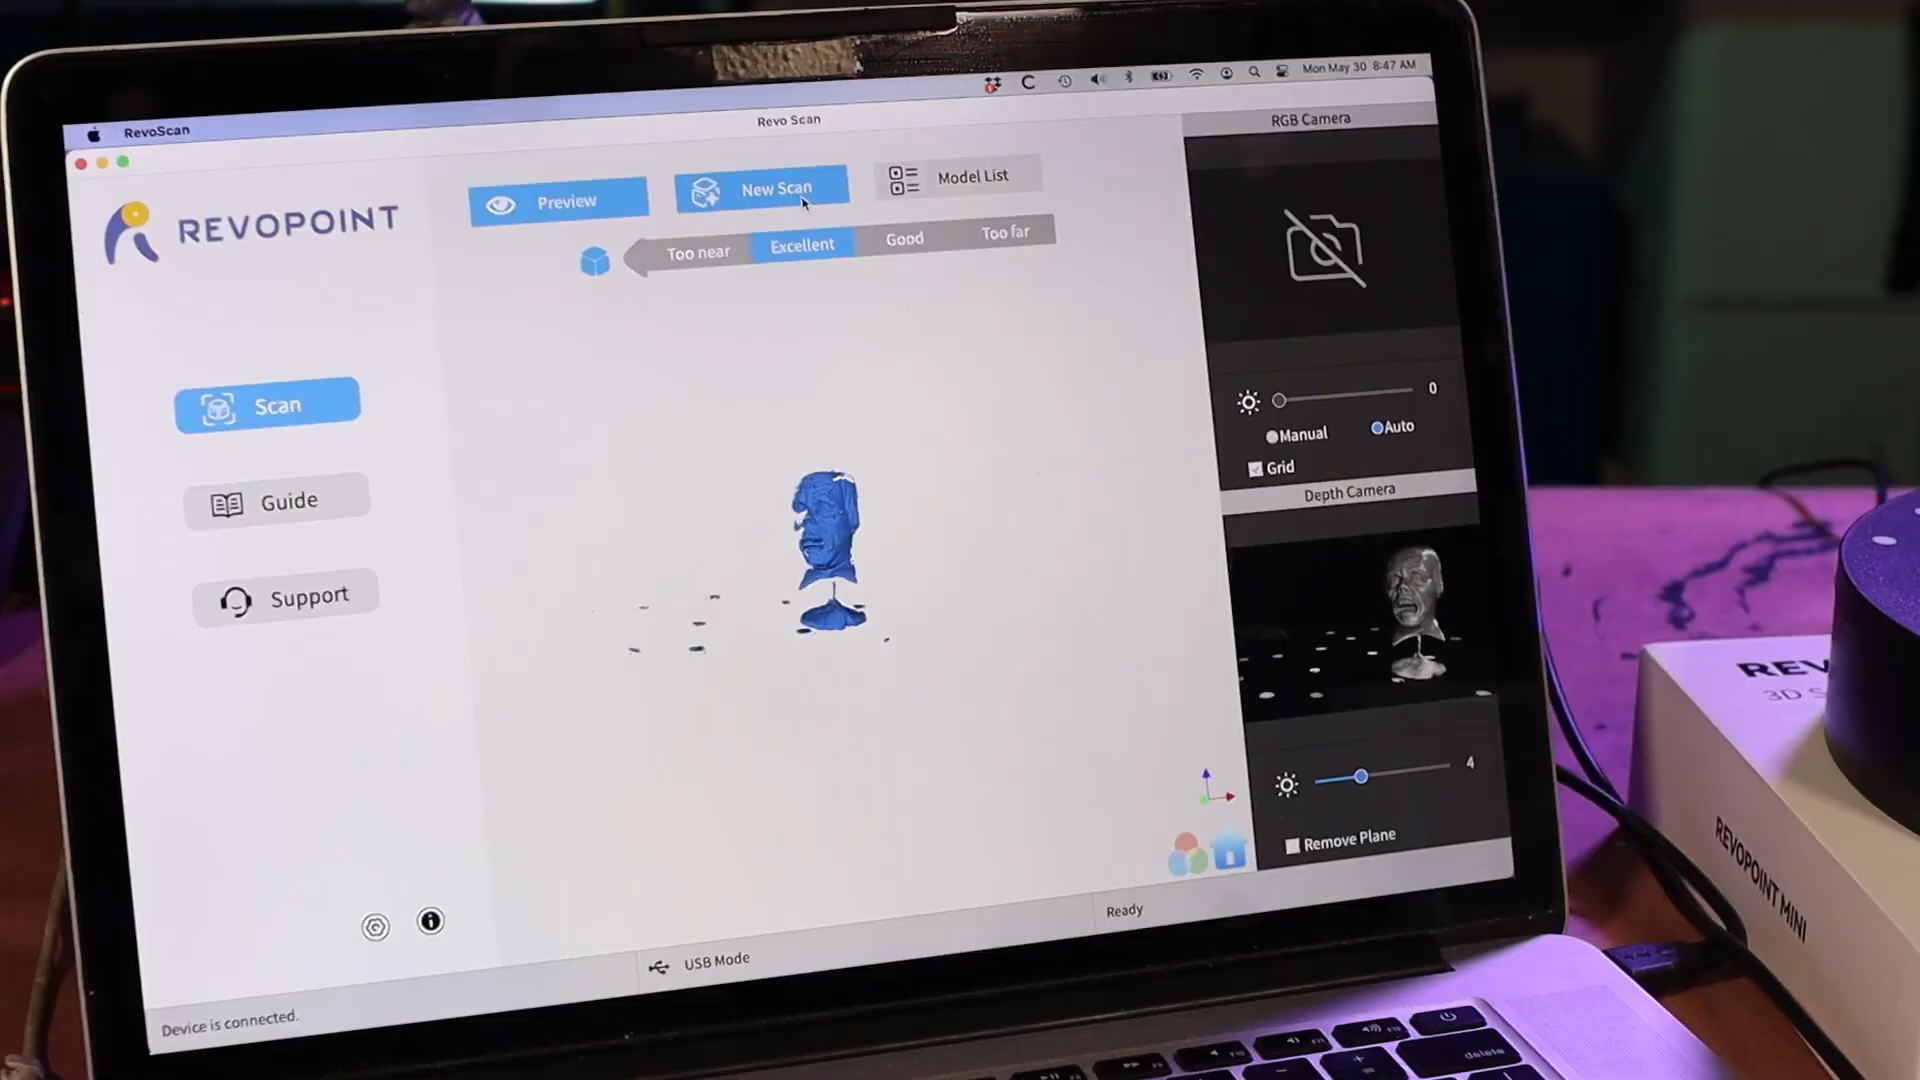 RevoScan
Mon May 30 8:47 AM
Revo Scan
RGB Camera
REVOPOINT
Preview
New Scan
Model List
Too near
Excellent
Good
Too far
Scan
Guide
Support
0
Manual
Auto
Grid
Depth Camera
4
Remove Plane
Ready
USB Mode
Device is connected.
REV
3D S
REVOPOINT MINI
delete